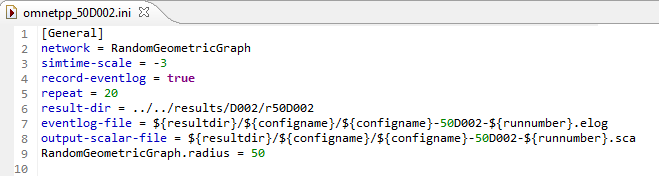 omnetpp_50D002.ini
1 [General]
2 network = RandomGeometricGraph
3 simtime-scale = -3
4 record-eventlog = true
5 repeat = 20
6 result-dir = ../../results/D002/r50D002
7 eventlog-file = ${resultdir}/${configname}/${configname}-50D002-${runnumber}.elog
8 output-scalar-file = ${resultdir}/${configname}/${configname}-50D002-${runnumber}.sca
9 RandomGeometricGraph.radius = 50
10